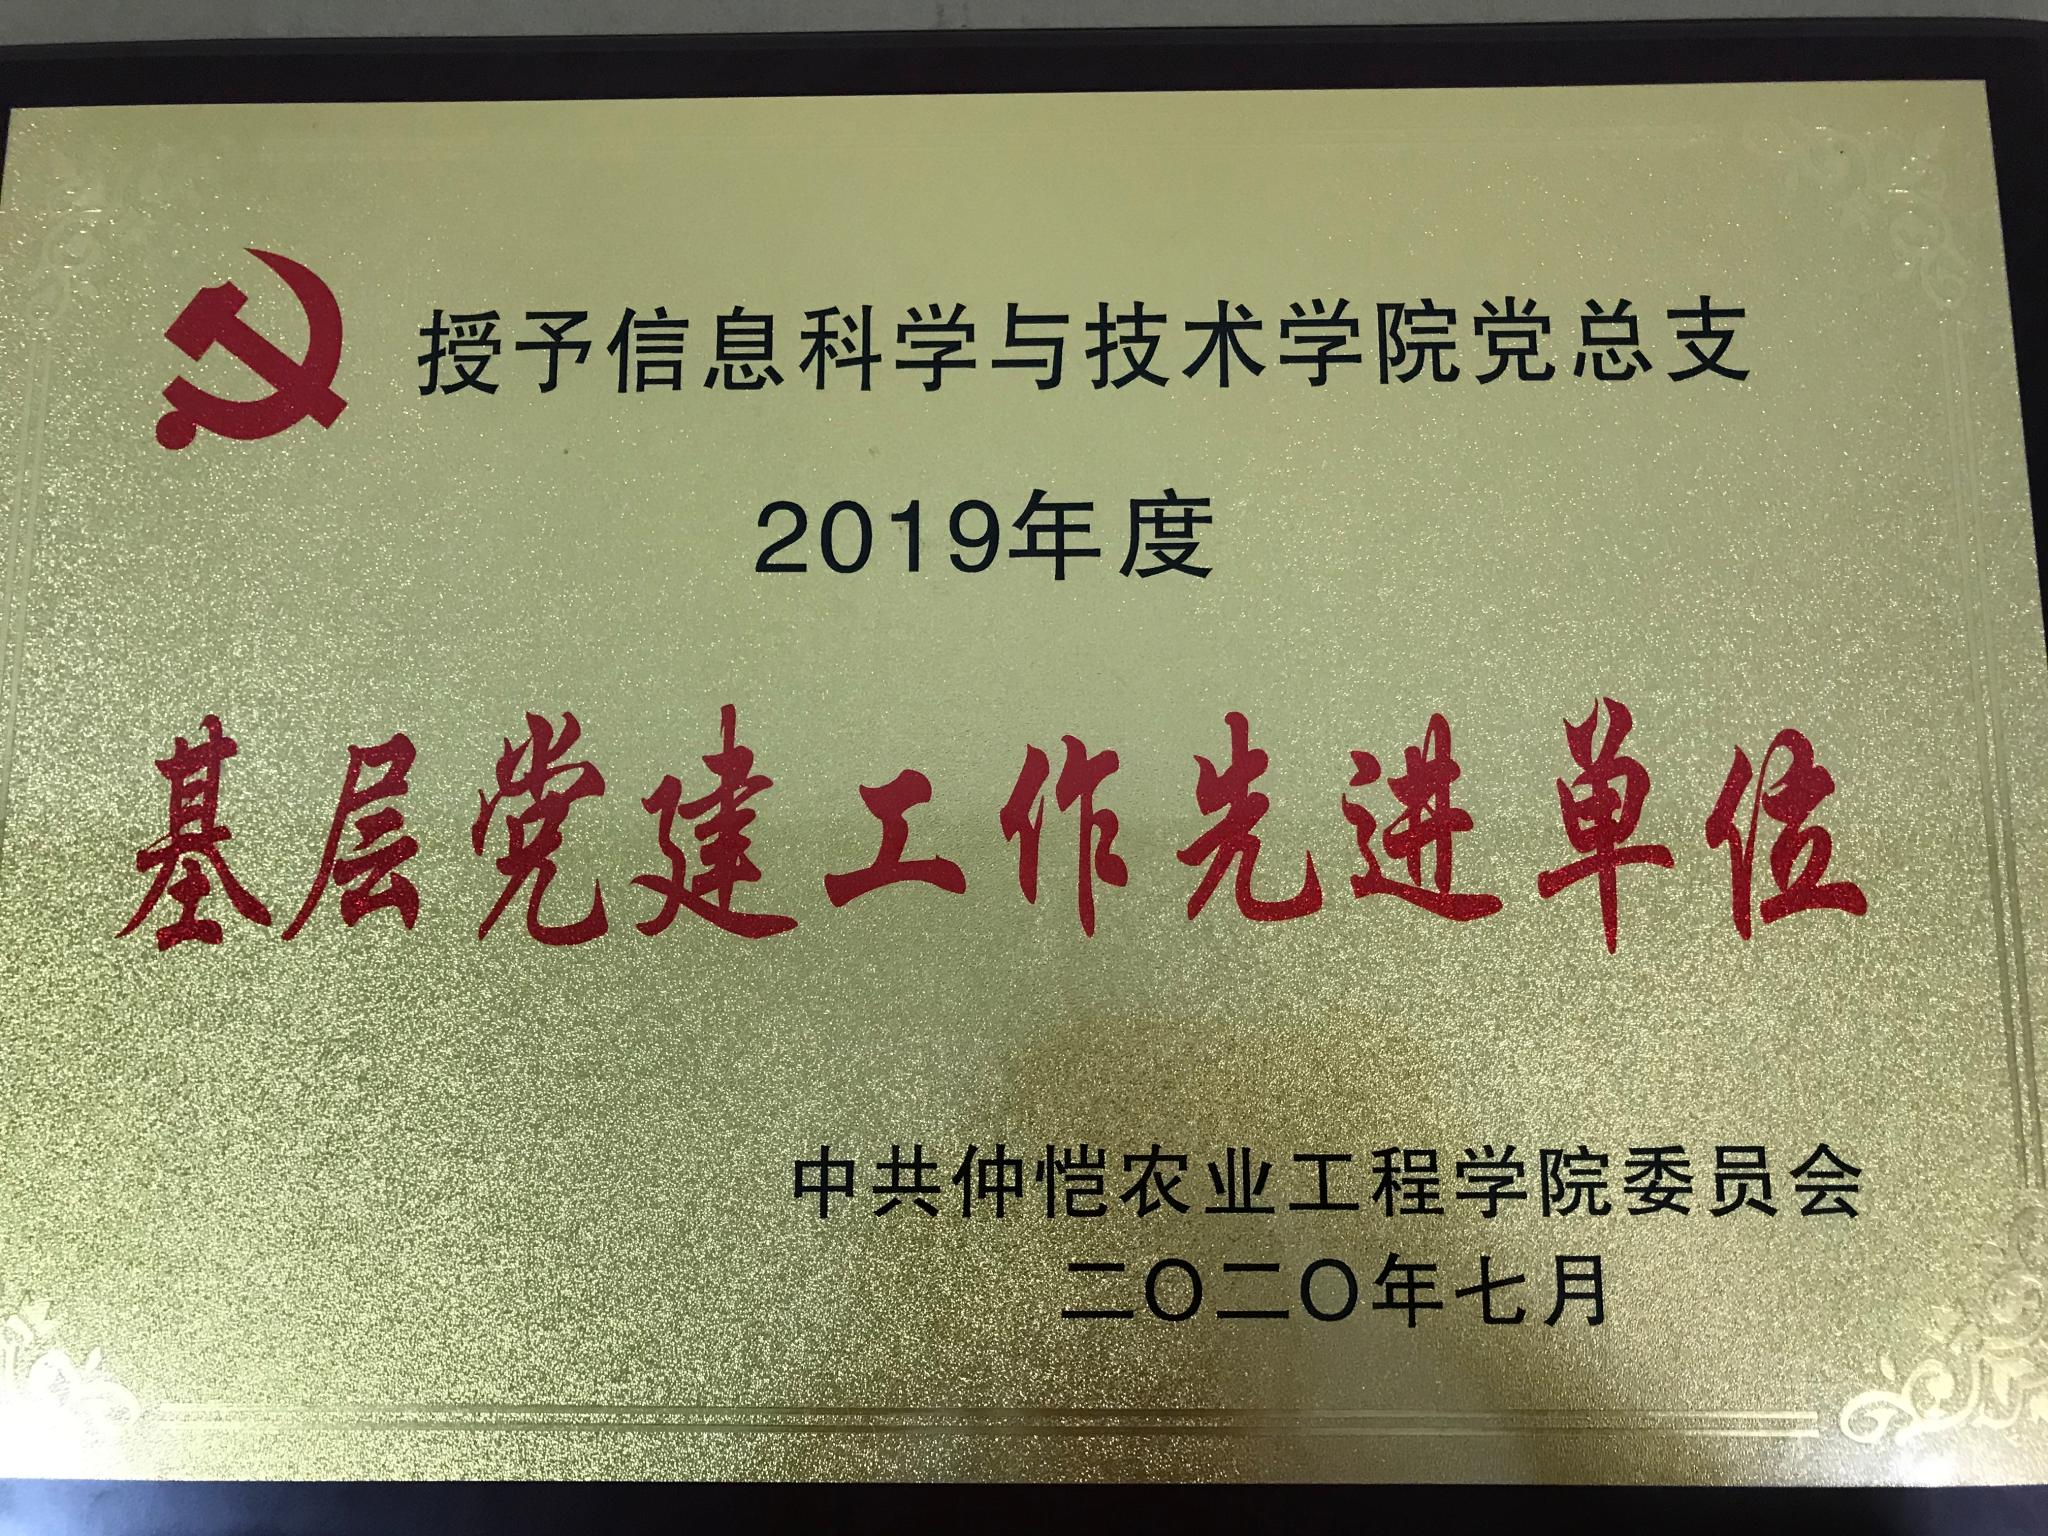 授予信息科学与技术学院党总支
2019年度
基层党建工作先进单位
中共仲恺农业工程学院委员会
二〇二〇年七月